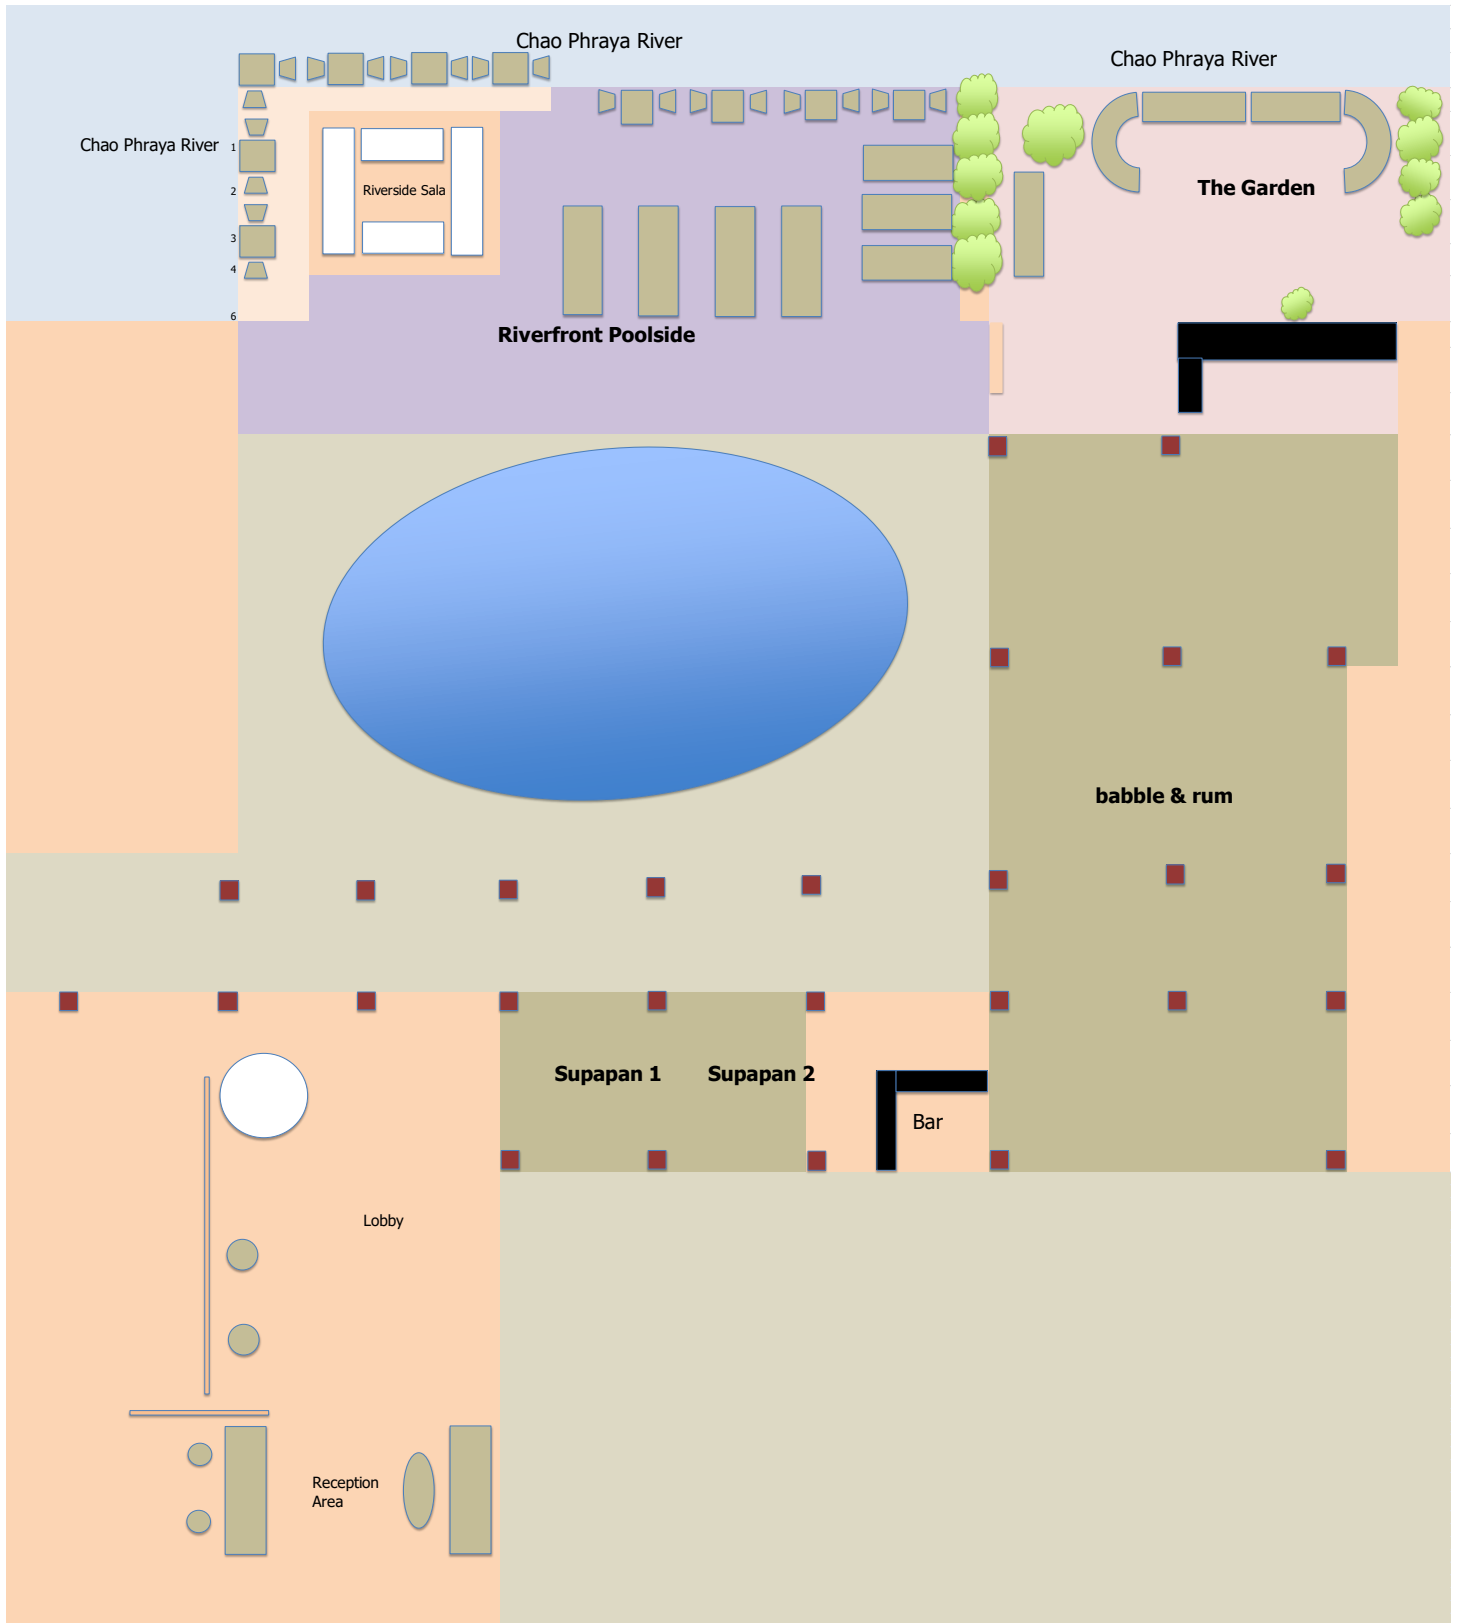 Chao Phraya River
Chao Phraya River
Chao Phraya River
1
2
3
4
6
Riverside Sala
The Garden
Riverfront Poolside
babble & rum
Supapan 1
Supapan 2
Bar
Lobby
Reception
Area